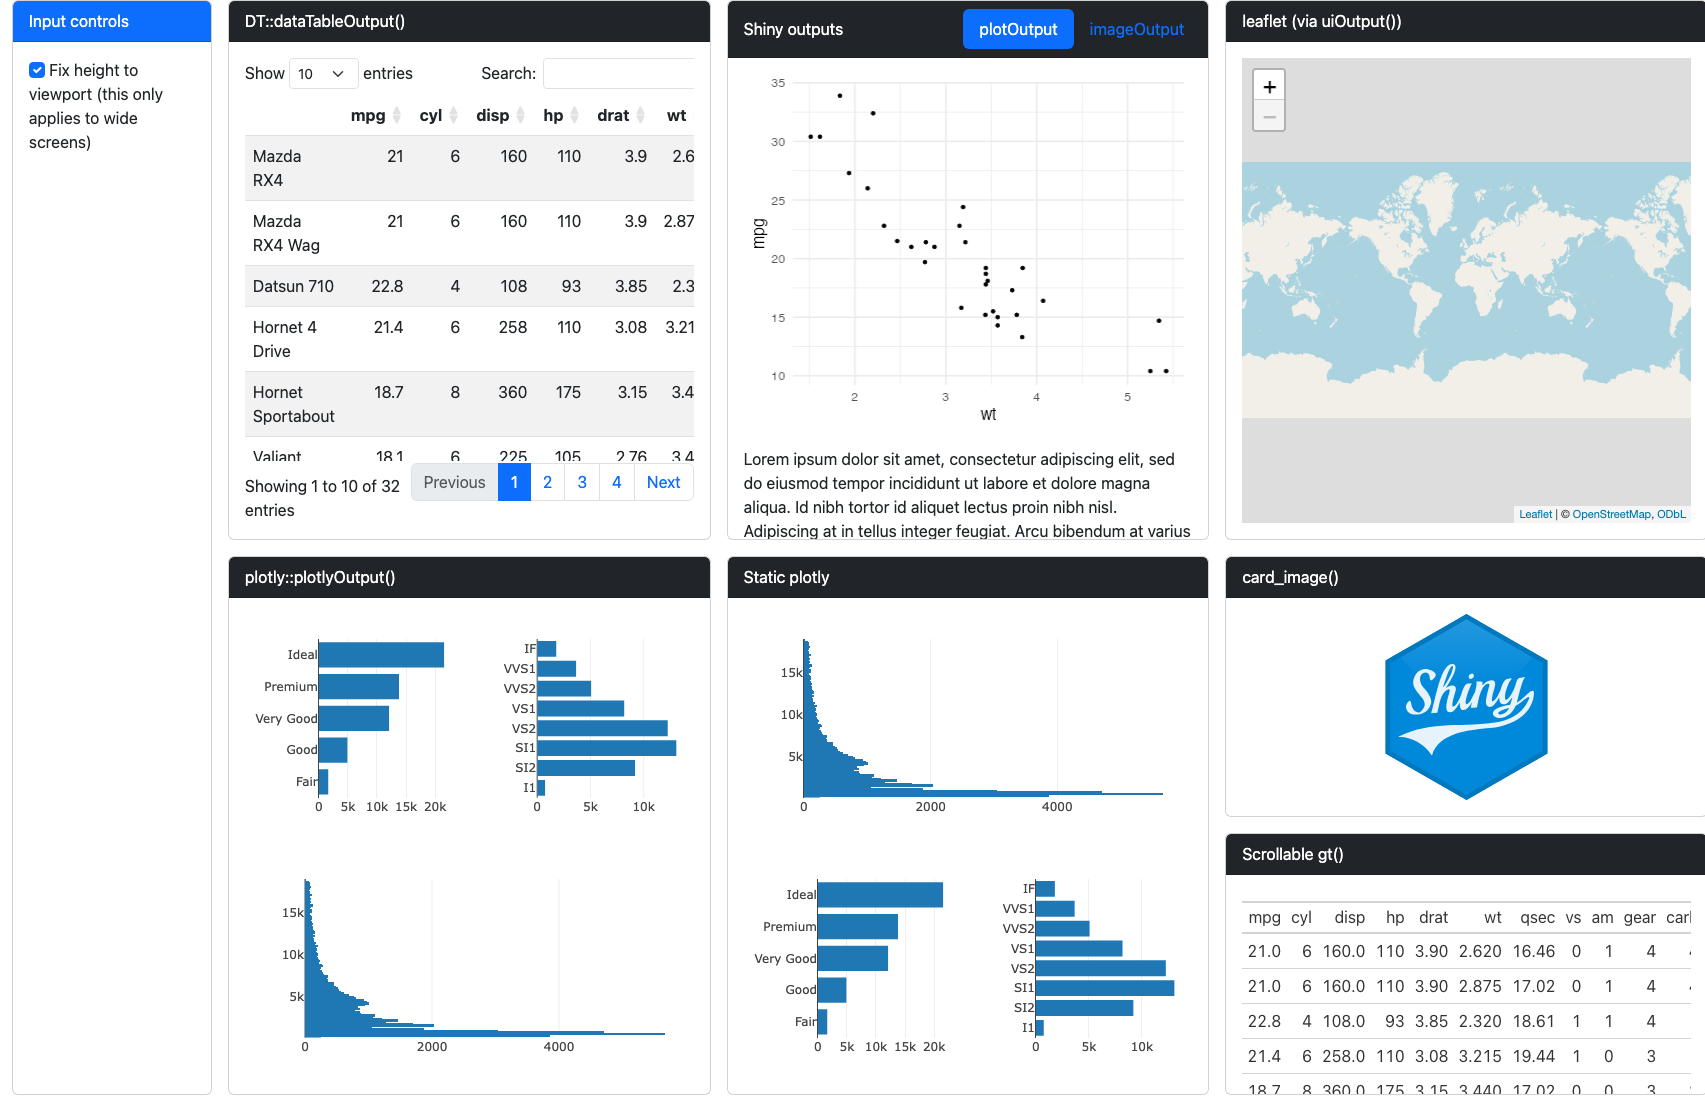 Input controls
Fix height to
viewport (this only
applies to wide
screens)
DT::dataTableOutput()
Show 10 entries Search:
mpg cyl disp hp drat wt
Mazda 21 6 160 110 3.9 2.6
RX4
Mazda 21 6 160 110 3.9 2.87
RX4 Wag
Datsun 710 22.8 4 108 93 3.85 2.3
Hornet 4 21.4 6 258 110 3.08 3.21
Drive
Hornet 18.7 8 360 175 3.15 3.4
Sportabout
Valiant 18.1 6 225 105 2.76 3.4
Showing 1 to 10 of 32
entries
Previous 1 2 3 4 Next
Shiny outputs plotOutput imageOutput
35
30
25
20
15
10
mpg
2 3 4 5
wt
Lorem ipsum dolor sit amet, consectetur adipiscing elit, sed
do eiusmod tempor incididunt ut labore et dolore magna
aliqua. Id nibh tortor id aliquet lectus proin nibh nisl.
Adipiscing at in tellus integer feugiat. Arcu bibendum at varius
leaflet (via uiOutput())
+
−
Leaflet | © OpenStreetMap, ODbL
plotly::plotlyOutput()
Ideal
Premium
Very Good
Good
Fair
0 5k 10k 15k 20k
IF
VVS1
VVS2
VS1
VS2
SI1
SI2
I1
0 5k 10k
15k
10k
5k
0 2000 4000
Static plotly
15k
10k
5k
0 2000 4000
Ideal
Premium
Very Good
Good
Fair
0 5k 10k 15k 20k
IF
VVS1
VVS2
VS1
VS2
SI1
SI2
I1
0 5k 10k
card_image()
Shiny
Scrollable gt()
mpg cyl disp hp drat wt qsec vs am gear
21.0 6 160.0 110 3.90 2.620 16.46 0 1 4
21.0 6 160.0 110 3.90 2.875 17.02 0 1 4
22.8 4 108.0 93 3.85 2.320 18.61 1 1 4
21.4 6 258.0 110 3.08 3.215 19.44 1 0 3
18.7 8 360.0 175 3.15 3.440 17.02 0 0 3